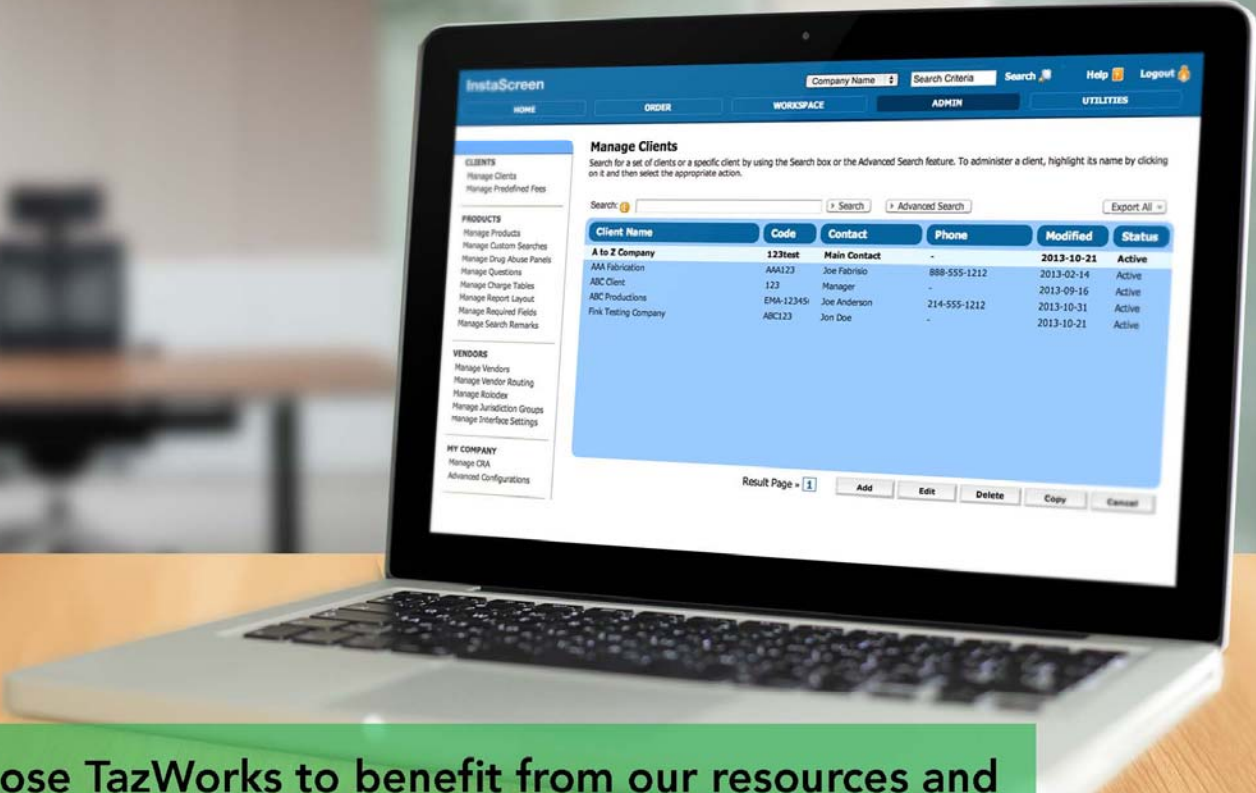 InstaScreen
Company Name Search Criteria Search Help Logout
HOME ORDER WORKSPACE ADMIN UTILITIES
CLIENTS
Manage Clients
Manage Predefined Fees
PRODUCTS
Manage Products
Manage Custom Searches
Manage Drug Abuse Panels
Manage Questions
Manage Charge Tables
Manage Report Layout
Manage Required Fields
Manage Search Remarks
VENDORS
Manage Vendors
Manage Vendor Routing
Manage Rolodex
Manage Jurisdiction Groups
Manage Interface Settings
MY COMPANY
Manage CRA
Advanced Configurations
Manage Clients
Search for a set of clients or a specific client by using the Search box or the Advanced Search feature. To administer a client, highlight its name by clicking
on it and then select the appropriate action.
Search: Search Advanced Search Export All
Client Name Code Contact Phone Modified Status
A to Z Company 123test Main Contact - 2013-10-21 Active
AAA Fabrication AAA123 Joe Fabrisio 888-555-1212 2013-02-14 Active
ABC Client 123 Manager - 2013-09-16 Active
ABC Productions EMA-12345 Joe Anderson 214-555-1212 2013-10-31 Active
Fink Testing Company ABC123 Jon Doe - 2013-10-21 Active
Result Page » 1 Add Edit Delete Copy Cancel
ose TazWorks to benefit from our resources and